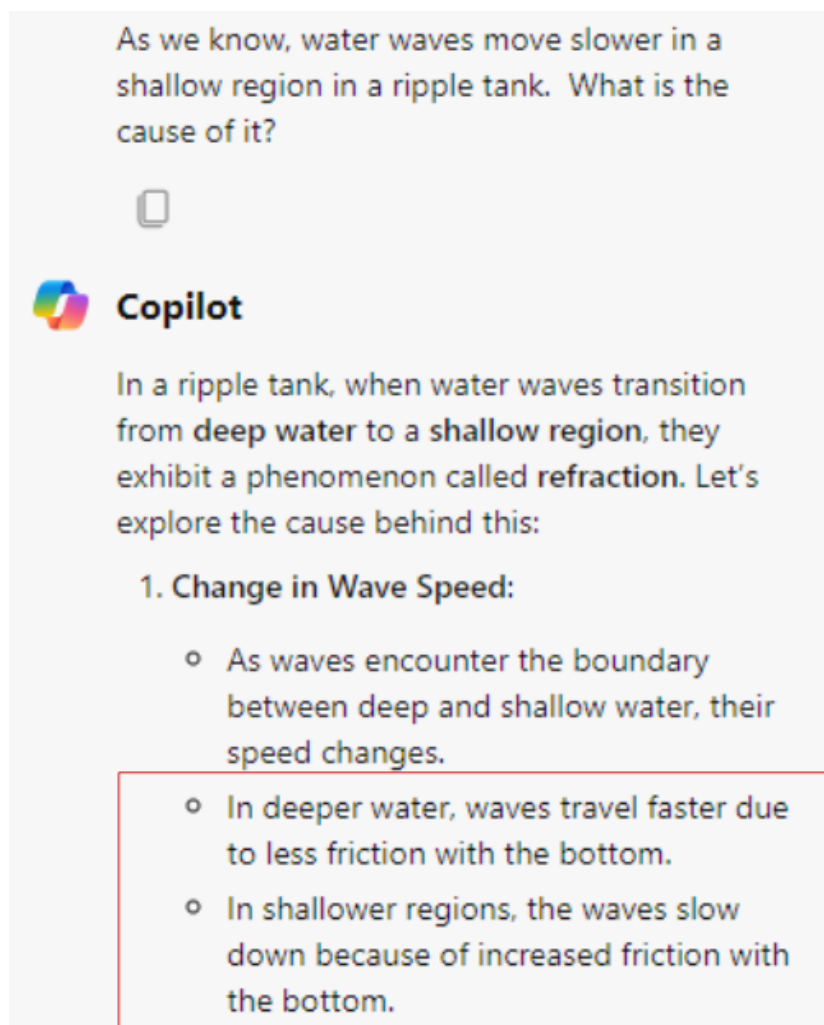 As we know, water waves move slower in a
shallow region in a ripple tank.  What is the
cause of it?
Copilot
In a ripple tank, when water waves transition
from deep water to a shallow region, they
exhibit a phenomenon called refraction. Let's
explore the cause behind this:
1. Change in Wave Speed:
○ As waves encounter the boundary
between deep and shallow water, their
speed changes.
○ In deeper water, waves travel faster due
to less friction with the bottom.
○ In shallower regions, the waves slow
down because of increased friction with
the bottom.